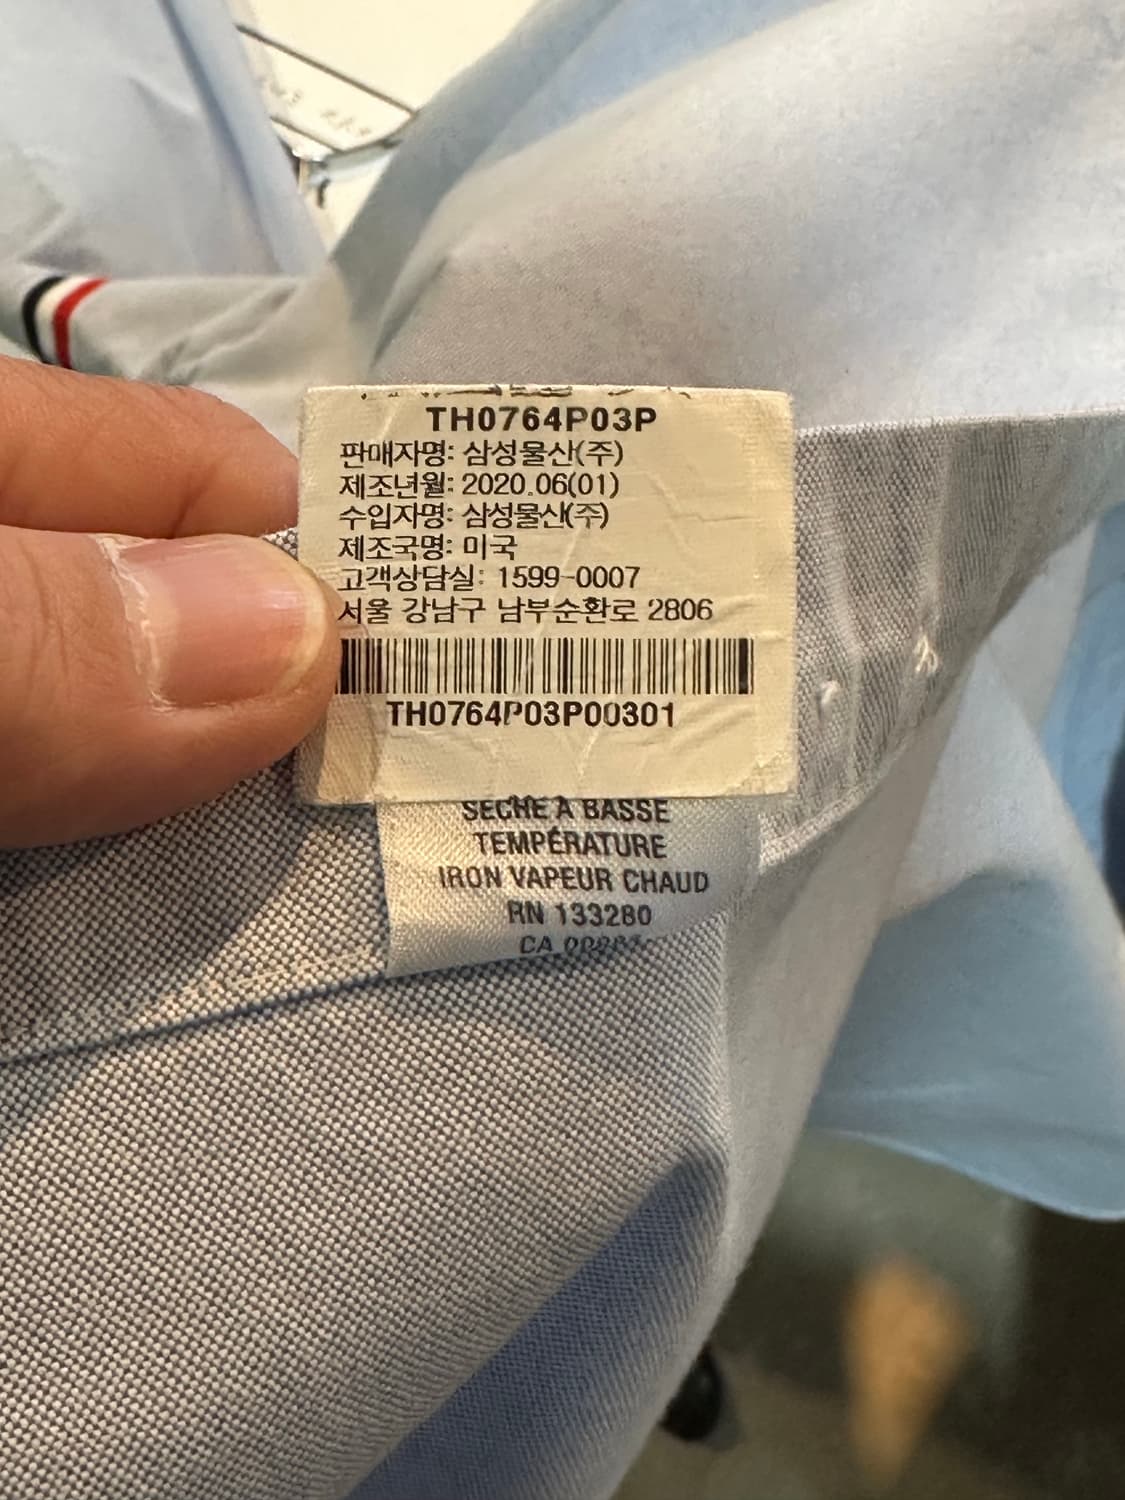 TH0764P03P
판매자명: 삼성물산(주)
제조년월: 2020.06(01)
수입자명: 삼성물산(주)
제조국명: 미국
고객상담실: 1599-0007
서울 강남구 남부순환로 2806
TH0764P03P00301
SECHE À BASSE
TEMPÉRATURE
IRON VAPEUR CHAUD
RN 133280
CA